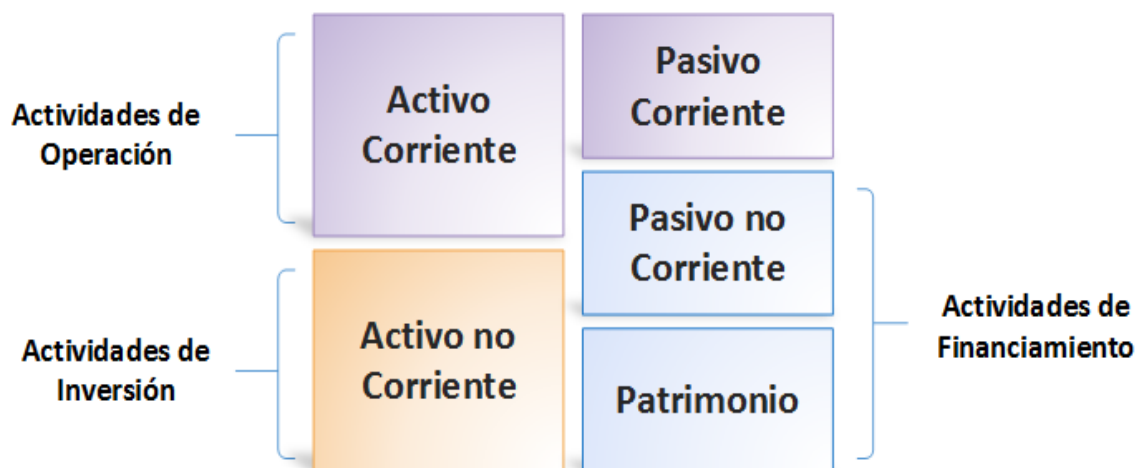 Actividades de
Operación
Activo
Corriente
Pasivo
Corriente
Pasivo no
Corriente
Actividades de
Inversión
Activo no
Corriente
Patrimonio
Actividades de
Financiamiento